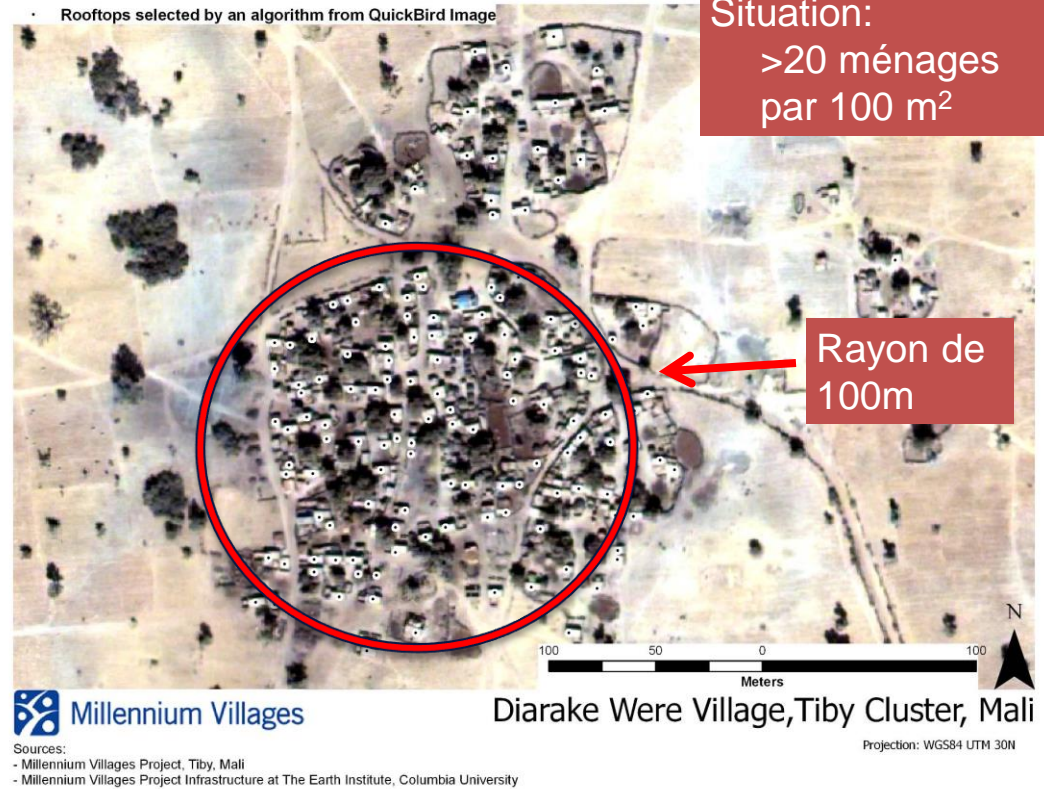 · Rooftops selected by an algorithm from QuickBird Image
Situation:
>20 ménages
par 100 m²
Rayon de
100m
N
100 50 0 100
Meters
Millennium Villages
Diarake Were Village,Tiby Cluster, Mali
Projection: WGS84 UTM 30N
Sources:
- Millennium Villages Project, Tiby, Mali
- Millennium Villages Project Infrastructure at The Earth Institute, Columbia University